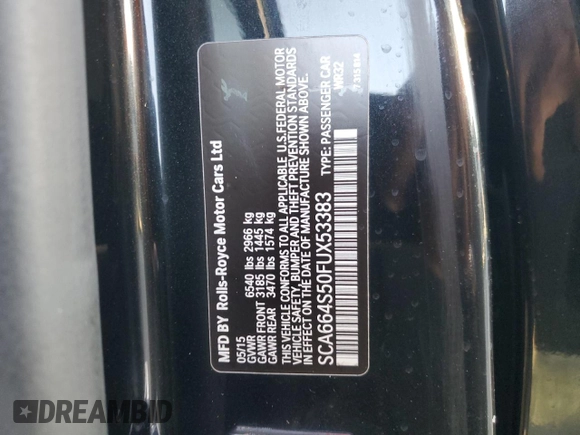 MFD BY Rolls-Royce Motor Cars Ltd
05/15
GVWR 6540 lbs 2966 kg
GAWR FRONT 3185 lbs 1445 kg
GAWR REAR 3470 lbs 1574 kg
THIS VEHICLE CONFORMS TO ALL APPLICABLE U.S.FEDERAL MOTOR
VEHICLE SAFETY, BUMPER AND THEFT PREVENTION STANDARDS
IN EFFECT ON THE DATE OF MANUFACTURE SHOWN ABOVE.
SCA664S50FUX53383 TYPE: PASSENGER CAR
WR32
DREAMBID